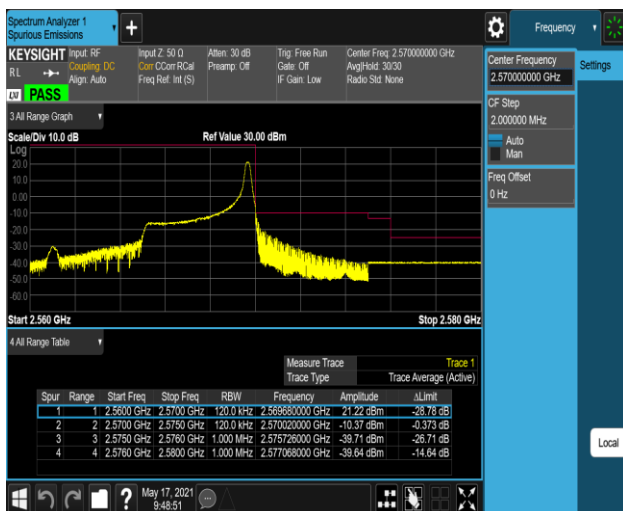 Spectrum Analyzer 1
Spurious Emissions
+
Frequency
KEYSIGHT
R L
LXI
PASS
Input: RF
Coupling: DC
Align: Auto
Input Z: 50 Ω
Corr CCorr RCal
Freq Ref: Int (S)
Atten: 30 dB
Preamp: Off
Trig: Free Run
Gate: Off
IF Gain: Low
Center Freq: 2.570000000 GHz
Avg|Hold: 30/30
Radio Std: None
Center Frequency
2.570000000 GHz
Settings
CF Step
2.000000 MHz
Auto
Man
Freq Offset
0 Hz
3 All Range Graph
Scale/Div 10.0 dB
Ref Value 30.00 dBm
Log
20.0
10.0
0.00
-10.0
-20.0
-30.0
-40.0
-50.0
-60.0
Start 2.560 GHz
Stop 2.580 GHz
4 All Range Table
Measure Trace Trace 1
Trace Type Trace Average (Active)
Spur Range Start Freq Stop Freq RBW Frequency Amplitude ΔLimit
1 1 2.5600 GHz 2.5700 GHz 120.0 kHz 2.569680000 GHz 21.22 dBm -28.78 dB
2 2 2.5700 GHz 2.5750 GHz 120.0 kHz 2.570020000 GHz -10.37 dBm -0.373 dB
3 3 2.5750 GHz 2.5760 GHz 1.000 MHz 2.575726000 GHz -39.71 dBm -26.71 dB
4 4 2.5760 GHz 2.5800 GHz 1.000 MHz 2.577068000 GHz -39.64 dBm -14.64 dB
Local
?
May 17, 2021
9:48:51